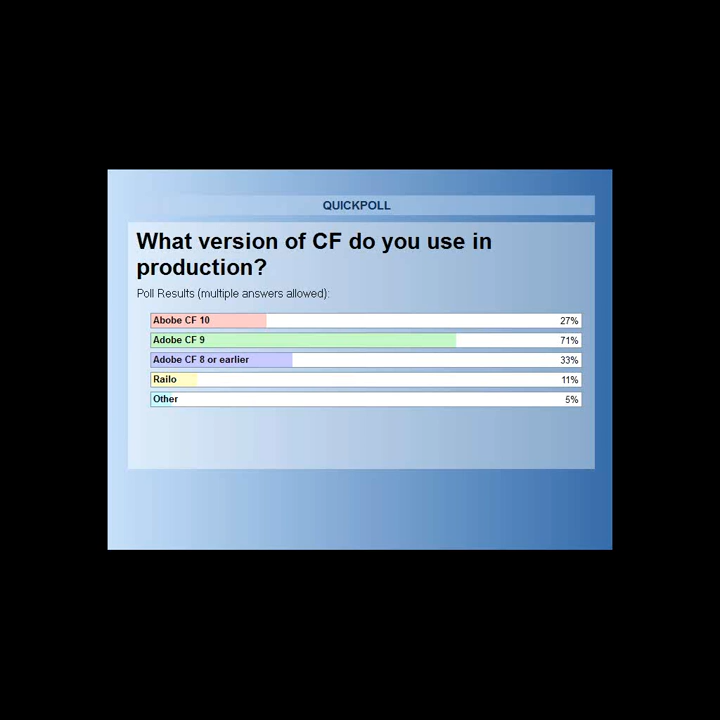 QUICKPOLL
What version of CF do you use in
production?
Poll Results (multiple answers allowed):
Abobe CF 10 27%
Adobe CF 9 71%
Adobe CF 8 or earlier 33%
Railo 11%
Other 5%